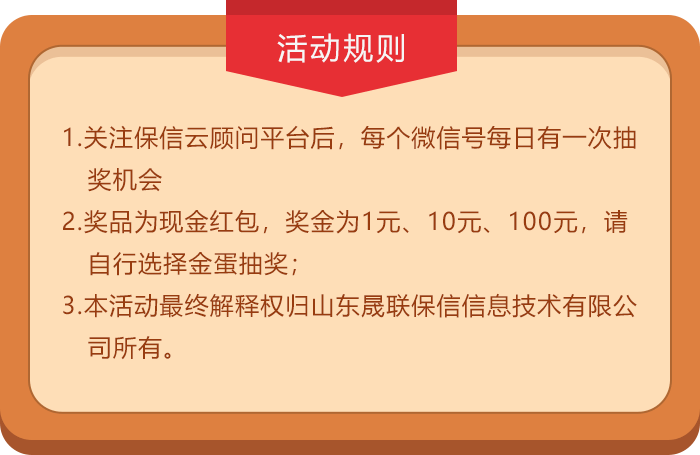 活动规则
1.关注保信云顾问平台后，每个微信号每日有一次抽
奖机会
2.奖品为现金红包，奖金为1元、10元、100元，请
自行选择金蛋抽奖；
3.本活动最终解释权归山东晟联保信信息技术有限公
司所有。